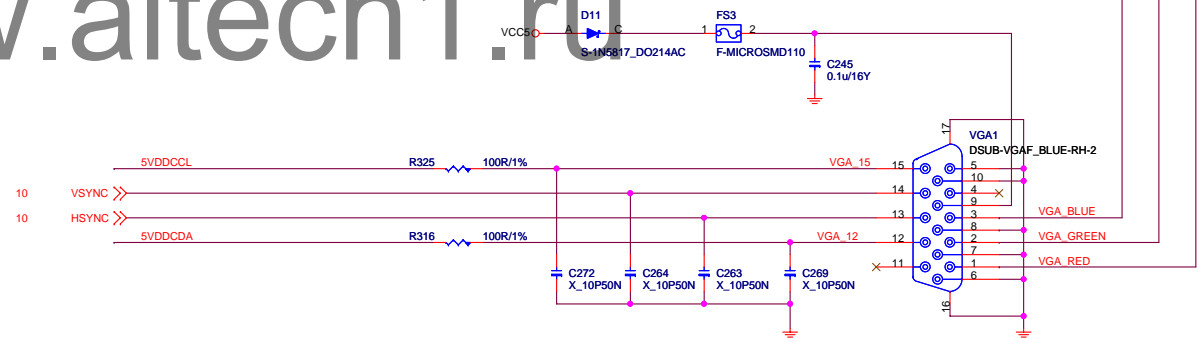 w.altech1.ru
D11
FS3
VCC5
A
C
1
2
S-1N5817_DO214AC
F-MICROSMD110
C245
0.1u/16Y
17
VGA1
DSUB-VGAF_BLUE-RH-2
5VDDCCL
R325
100R/1%
VGA_15
15
5
10
10
VSYNC
14
4
9
10
HSYNC
13
3
VGA_BLUE
8
5VDDCDA
R316
100R/1%
VGA_12
12
2
VGA_GREEN
7
11
1
VGA_RED
6
C272
X_10P50N
C264
X_10P50N
C263
X_10P50N
C269
X_10P50N
16